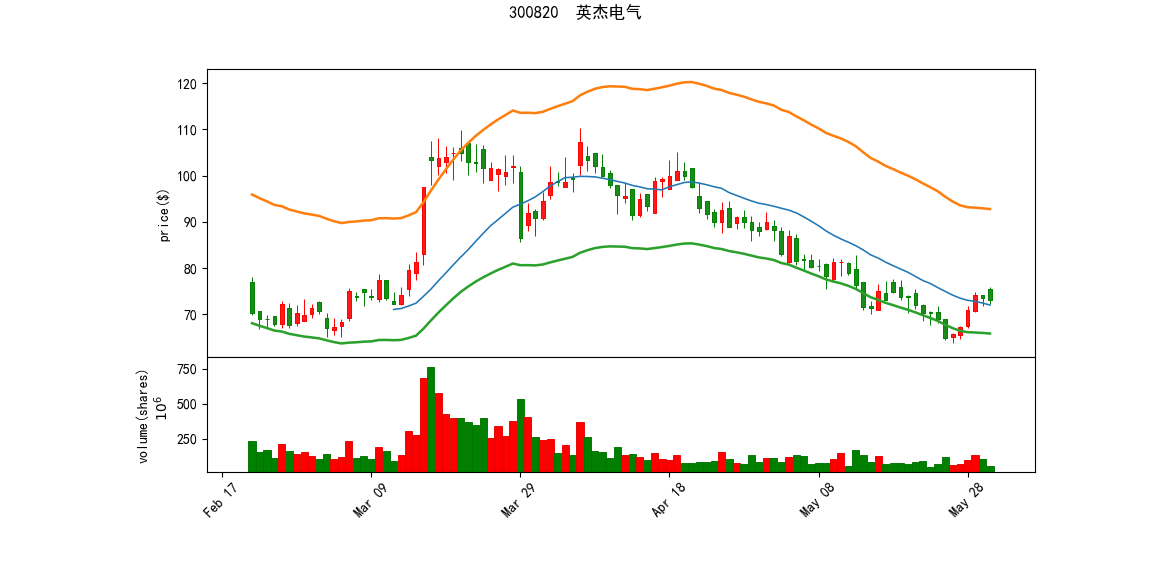 300820  英杰电气
120
110
100
90
80
70
price($)
750
500
250
volume(shares)
10^6
Feb 17
Mar 09
Mar 29
Apr 18
May 08
May 28